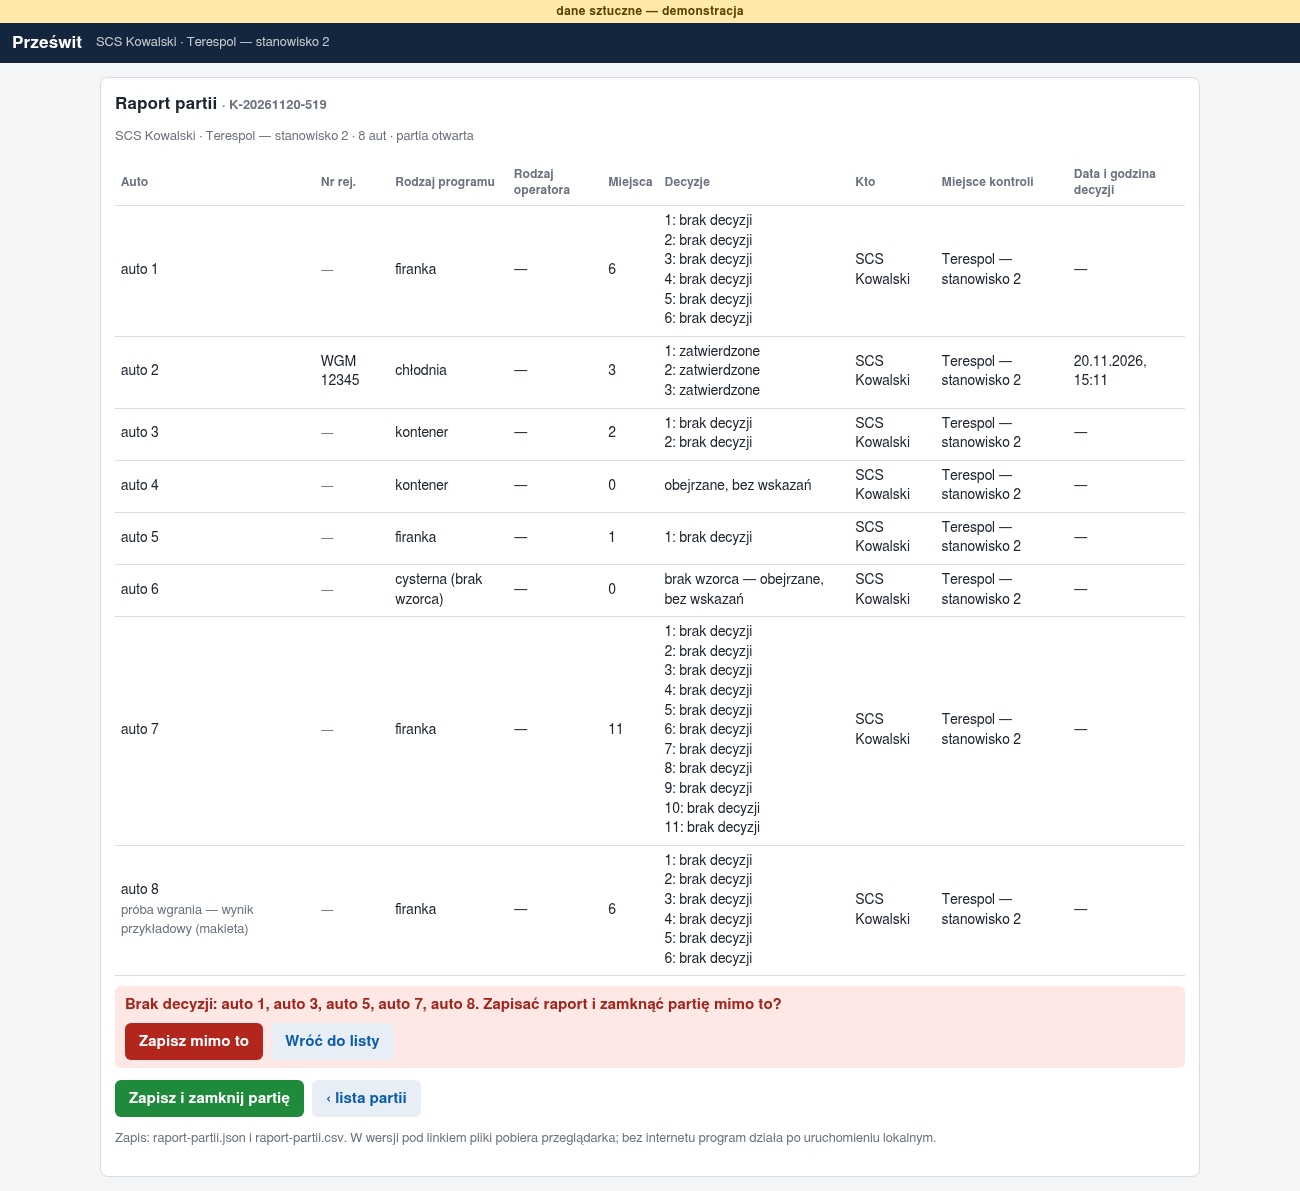 dane sztuczne — demonstracja
Prześwit SCS Kowalski · Terespol — stanowisko 2
Raport partii · K-20261120-519
SCS Kowalski · Terespol — stanowisko 2 · 8 aut · partia otwarta
Auto Nr rej. Rodzaj programu Rodzaj operatora Miejsca Decyzje Kto Miejsce kontroli Data i godzina decyzji
auto 1 — firanka — 6
1: brak decyzji
2: brak decyzji
3: brak decyzji
4: brak decyzji
5: brak decyzji
6: brak decyzji
SCS Kowalski Terespol — stanowisko 2 —
auto 2 WGM 12345 chłodnia — 3
1: zatwierdzone
2: zatwierdzone
3: zatwierdzone
SCS Kowalski Terespol — stanowisko 2 20.11.2026, 15:11
auto 3 — kontener — 2
1: brak decyzji
2: brak decyzji
SCS Kowalski Terespol — stanowisko 2 —
auto 4 — kontener — 0 obejrzane, bez wskazań SCS Kowalski Terespol — stanowisko 2 —
auto 5 — firanka — 1 1: brak decyzji SCS Kowalski Terespol — stanowisko 2 —
auto 6 — cysterna (brak wzorca) — 0 brak wzorca — obejrzane, bez wskazań SCS Kowalski Terespol — stanowisko 2 —
auto 7 — firanka — 11
1: brak decyzji
2: brak decyzji
3: brak decyzji
4: brak decyzji
5: brak decyzji
6: brak decyzji
7: brak decyzji
8: brak decyzji
9: brak decyzji
10: brak decyzji
11: brak decyzji
SCS Kowalski Terespol — stanowisko 2 —
auto 8
próba wgrania — wynik
przykładowy (makieta)
— firanka — 6
1: brak decyzji
2: brak decyzji
3: brak decyzji
4: brak decyzji
5: brak decyzji
6: brak decyzji
SCS Kowalski Terespol — stanowisko 2 —
Brak decyzji: auto 1, auto 3, auto 5, auto 7, auto 8. Zapisać raport i zamknąć partię mimo to?
Zapisz mimo to Wróć do listy
Zapisz i zamknij partię ‹ lista partii
Zapis: raport-partii.json i raport-partii.csv. W wersji pod linkiem pliki pobiera przeglądarka; bez internetu program działa po uruchomieniu lokalnym.